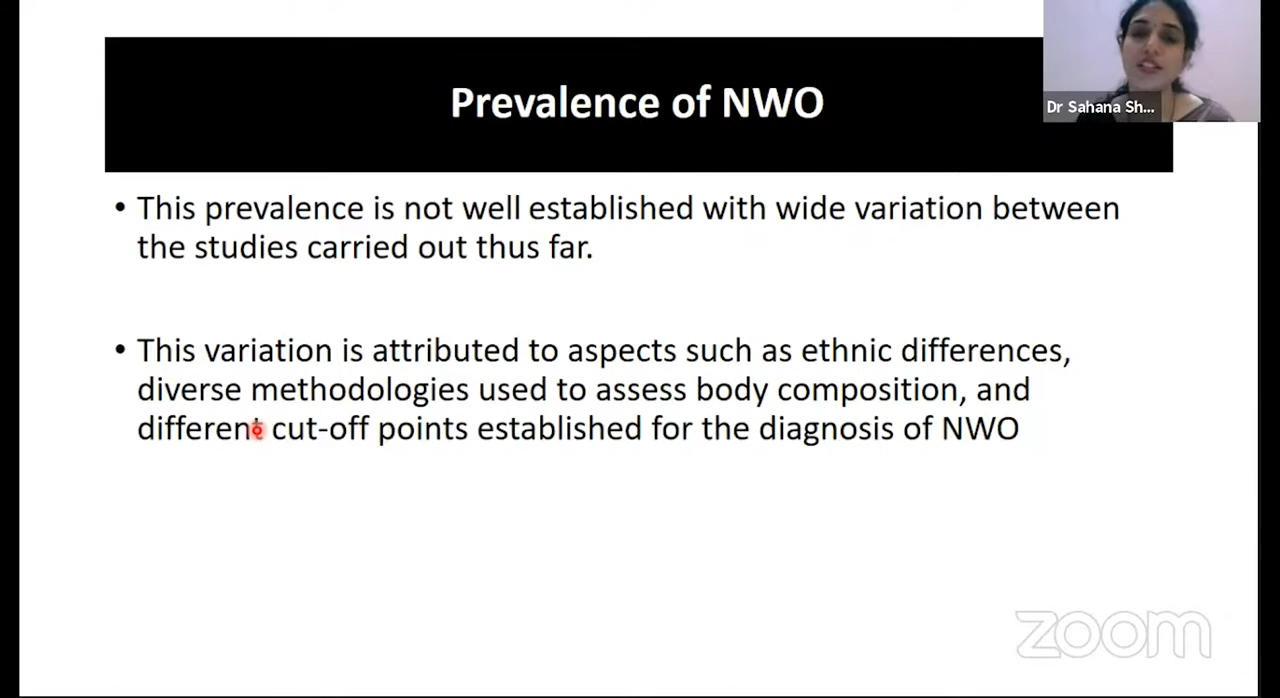 Prevalence of NWO
Dr Sahana Sh...
• This prevalence is not well established with wide variation between
the studies carried out thus far.
• This variation is attributed to aspects such as ethnic differences,
diverse methodologies used to assess body composition, and
different cut-off points established for the diagnosis of NWO
zoom